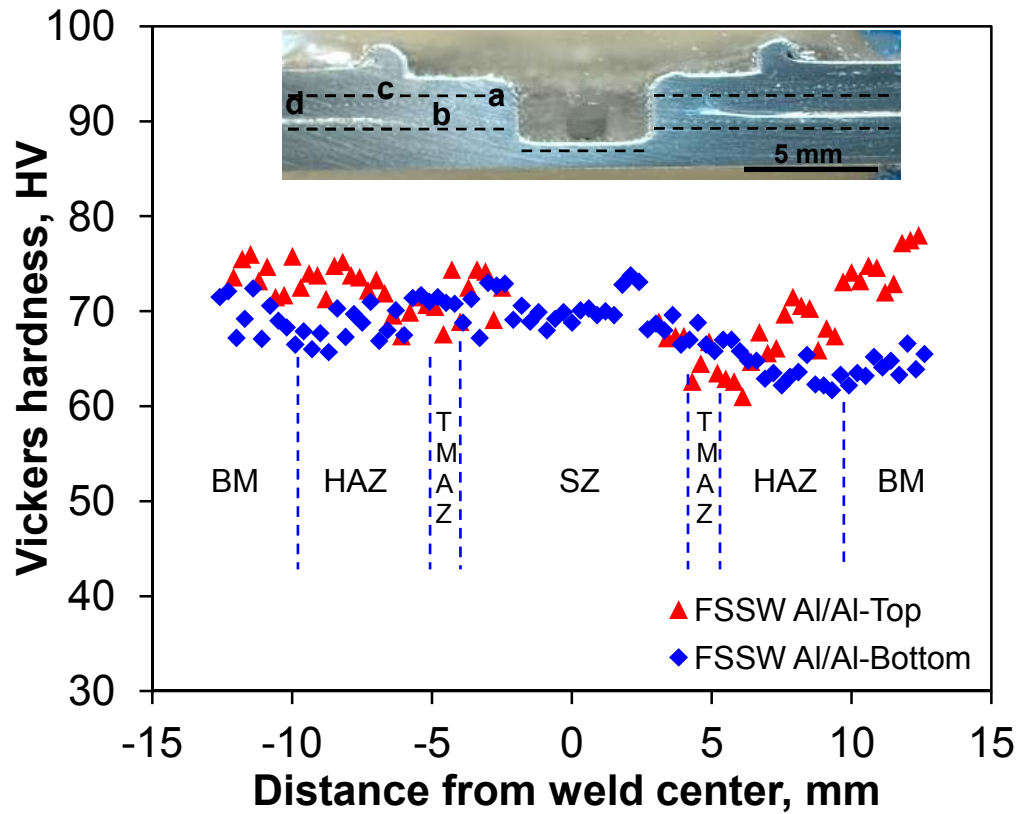 Vickers hardness, HV
100
90
80
70
60
50
40
30
a
b
c
d
5 mm
BM
HAZ
TMAZ
SZ
TMAZ
HAZ
BM
FSSW Al/Al-Top
FSSW Al/Al-Bottom
-15 -10 -5 0 5 10 15
Distance from weld center, mm